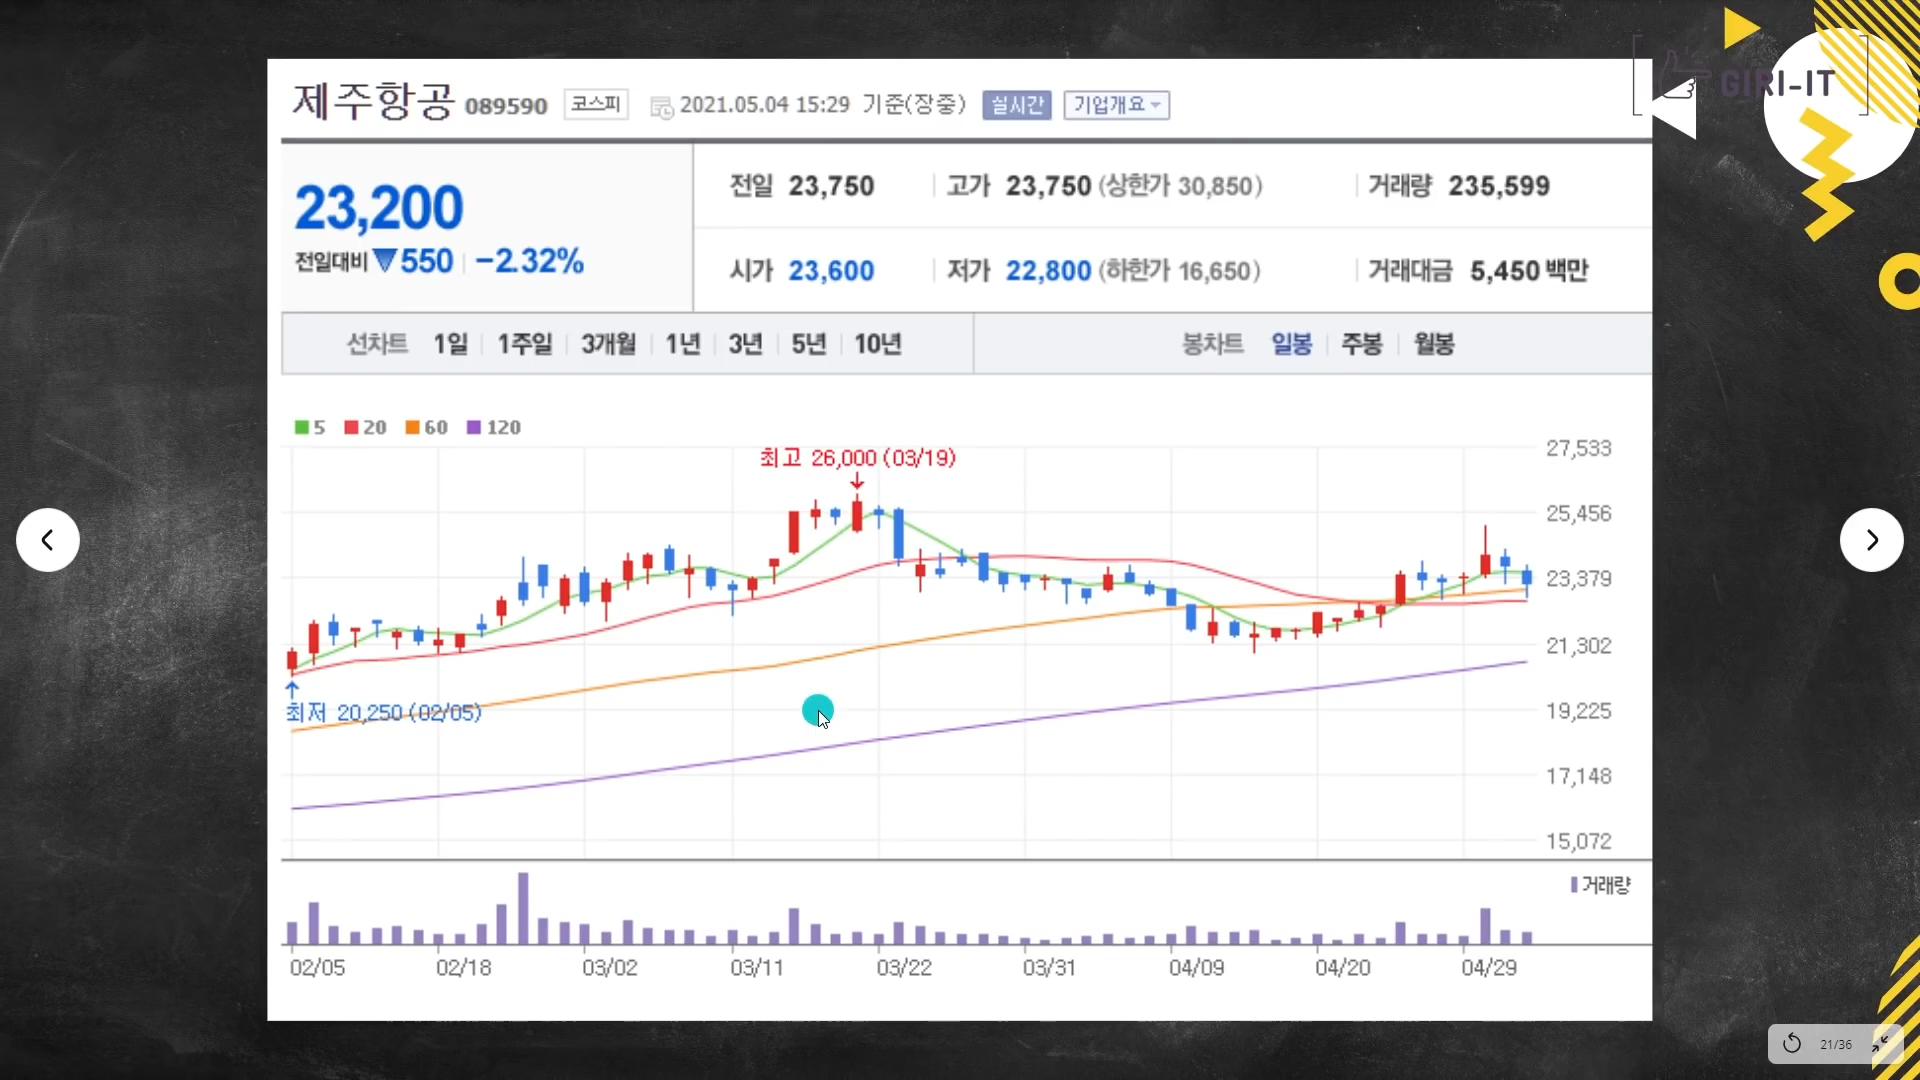 제주항공 089590 코스피 2021.05.04 15:29 기준(장중) 실시간 기업개요
GIRI-IT
23,200
전일대비 ▼550 -2.32%
전일 23,750 고가 23,750 (상한가 30,850) 거래량 235,599
시가 23,600 저가 22,800 (하한가 16,650) 거래대금 5,450 백만
선차트 1일 1주일 3개월 1년 3년 5년 10년 봉차트 일봉 주봉 월봉
5 20 60 120
최고 26,000 (03/19)
27,533
25,456
23,379
21,302
최저 20,250 (02/05)
19,225
17,148
15,072
거래량
02/05 02/18 03/02 03/11 03/22 03/31 04/09 04/20 04/29
21/36